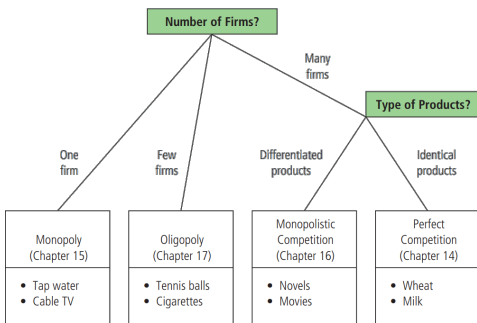 Number of Firms?
Many
firms
Type of Products?
One
firm
Few
firms
Differentiated
products
Identical
products
Monopoly
(Chapter 15)
• Tap water
• Cable TV
Oligopoly
(Chapter 17)
• Tennis balls
• Cigarettes
Monopolistic
Competition
(Chapter 16)
• Novels
• Movies
Perfect
Competition
(Chapter 14)
• Wheat
• Milk